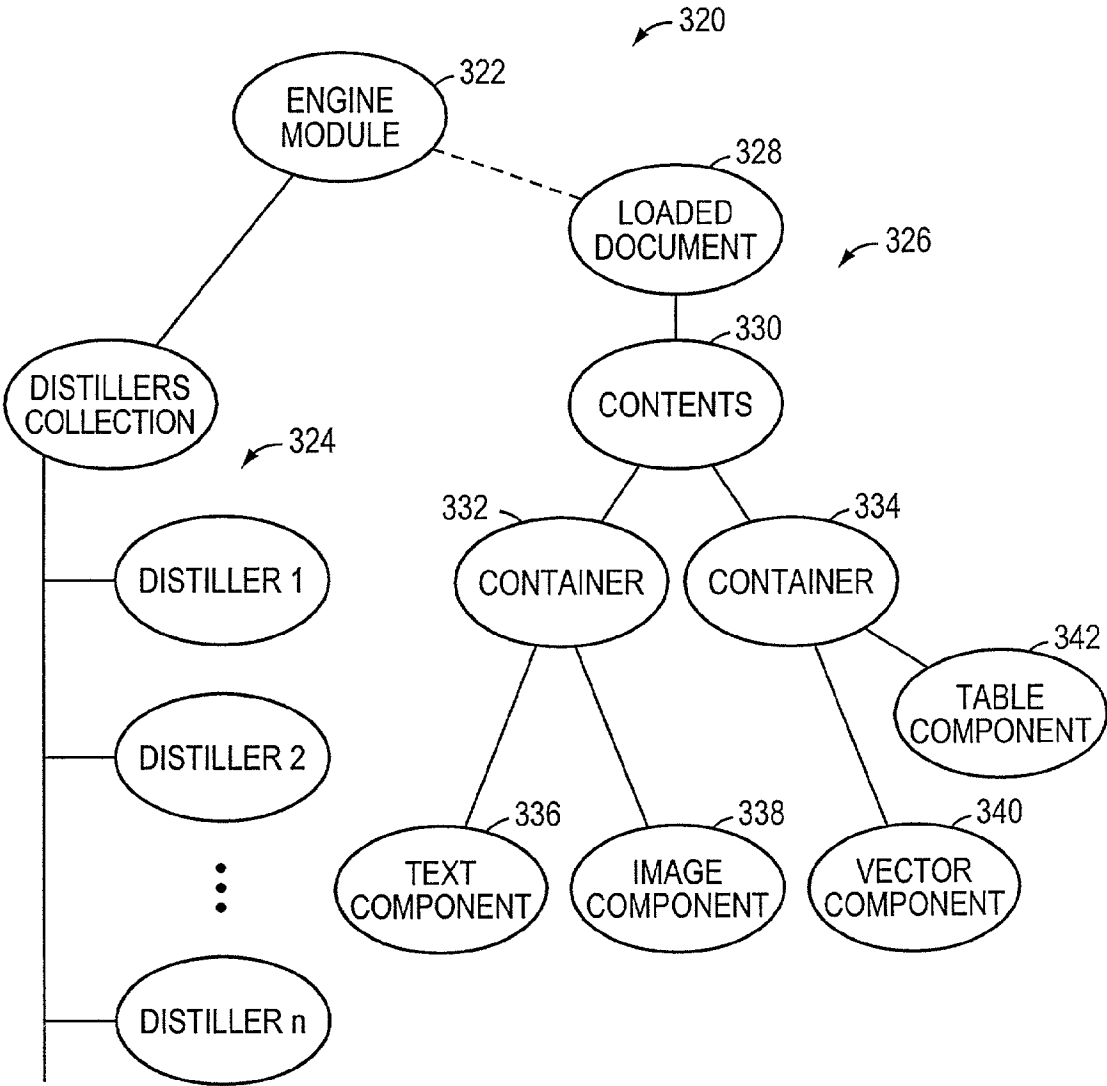 320
322
ENGINE
MODULE
328
LOADED
DOCUMENT
326
330
CONTENTS
DISTILLERS
COLLECTION
324
332
CONTAINER
334
CONTAINER
DISTILLER 1
342
TABLE
COMPONENT
DISTILLER 2
336
TEXT
COMPONENT
338
IMAGE
COMPONENT
340
VECTOR
COMPONENT
DISTILLER n